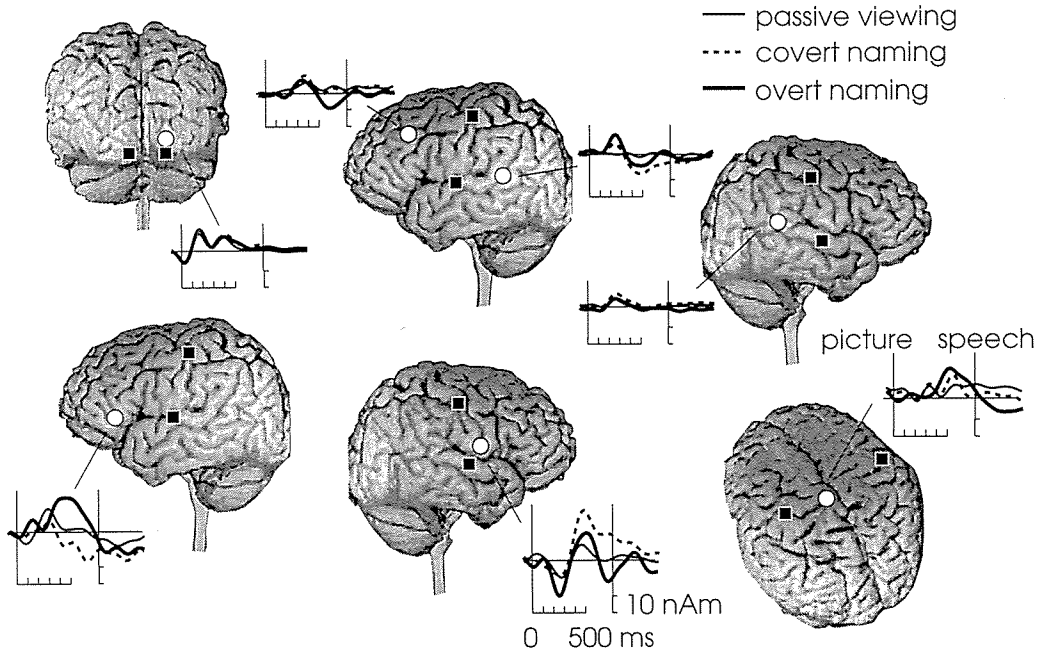 passive viewing
covert naming
overt naming
picture speech
10 nAm
0 500 ms